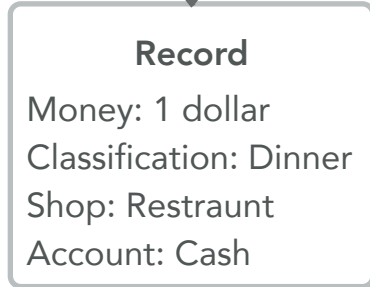 Record
Money: 1 dollar
Classification: Dinner
Shop: Restraunt
Account: Cash